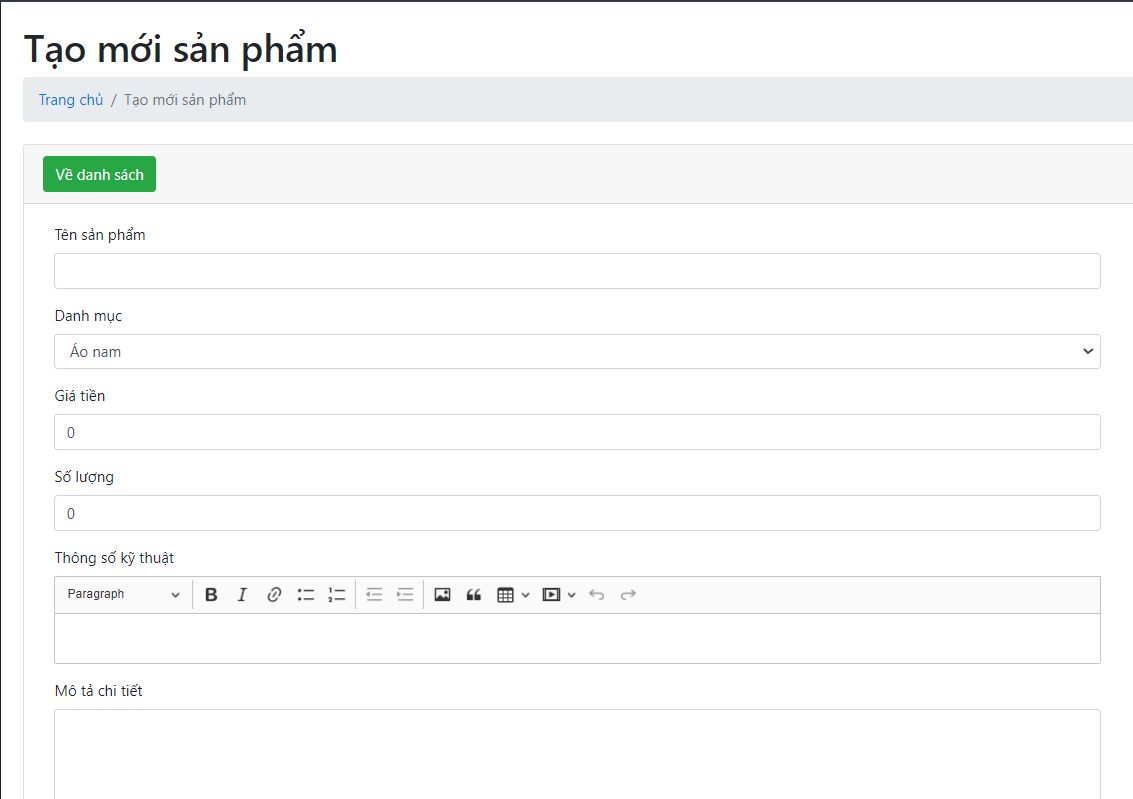 Tạo mới sản phẩm
Trang chủ / Tạo mới sản phẩm
Về danh sách
Tên sản phẩm
Danh mục
Áo nam
Giá tiền
0
Số lượng
0
Thông số kỹ thuật
Paragraph
Mô tả chi tiết